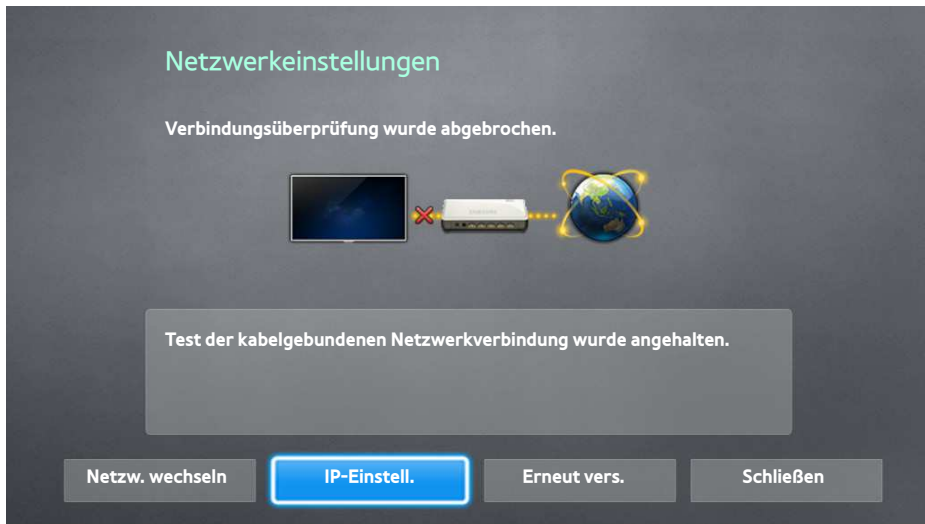 Netzwerkeinstellungen
Verbindungsüberprüfung wurde abgebrochen.
Test der kabelgebundenen Netzwerkverbindung wurde angehalten.
Netzw. wechseln
IP-Einstell.
Erneut vers.
Schließen